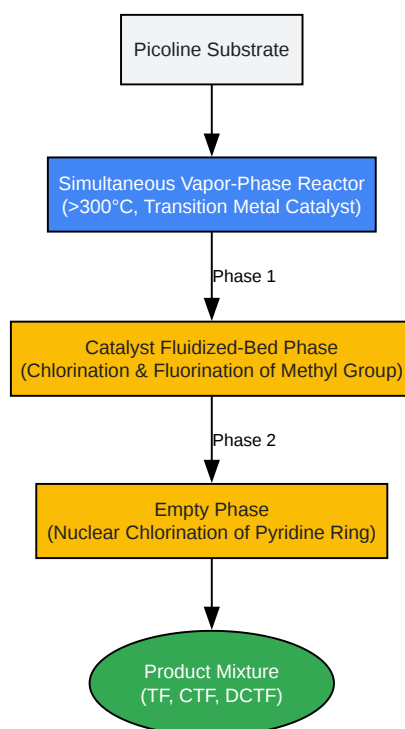 Picoline Substrate
Simultaneous Vapor-Phase Reactor
(>300°C, Transition Metal Catalyst)
Phase 1
Catalyst Fluidized-Bed Phase
(Chlorination & Fluorination of Methyl Group)
Phase 2
Empty Phase
(Nuclear Chlorination of Pyridine Ring)
Product Mixture
(TF, CTF, DCTF)